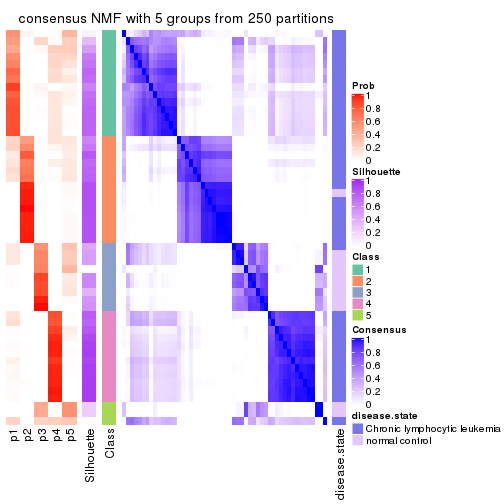 consensus NMF with 5 groups from 250 partitions
Prob
1
0.8
0.6
0.4
0.2
0
Silhouette
1
0.8
0.6
0.4
0.2
0
Class
1
2
3
4
5
Consensus
1
0.8
0.6
0.4
0.2
0
disease.state
Chronic lymphocytic leukemia
normal control
p1
p2
p3
p4
p5
Silhouette
Class
disease.state